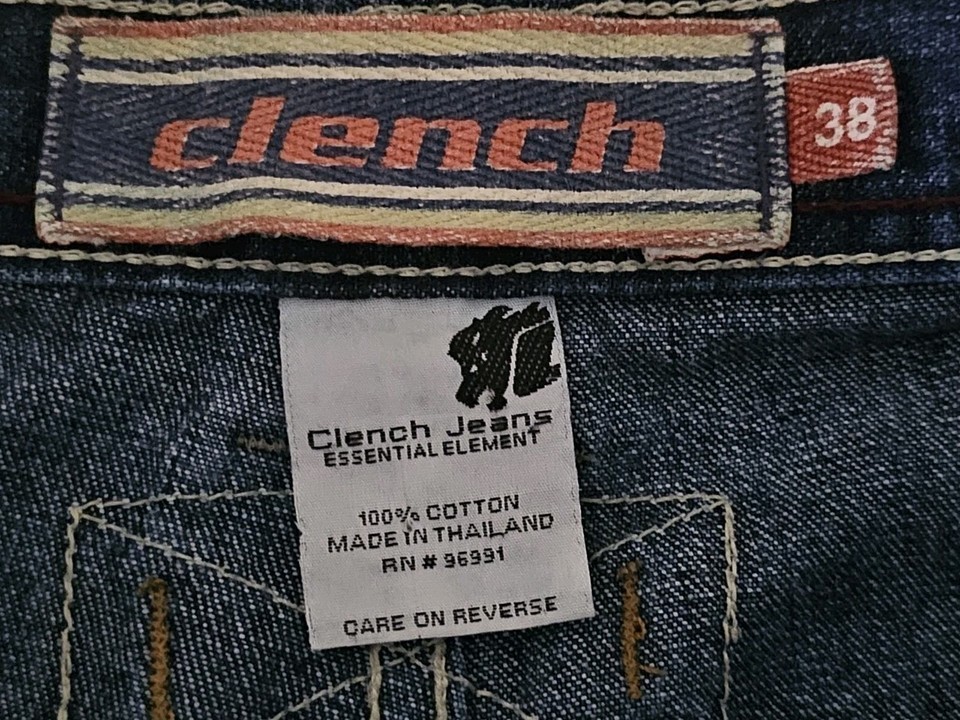 clench
38
Clench Jeans
ESSENTIAL ELEMENT
100% COTTON
MADE IN THAILAND
RN # 96991
CARE ON REVERSE